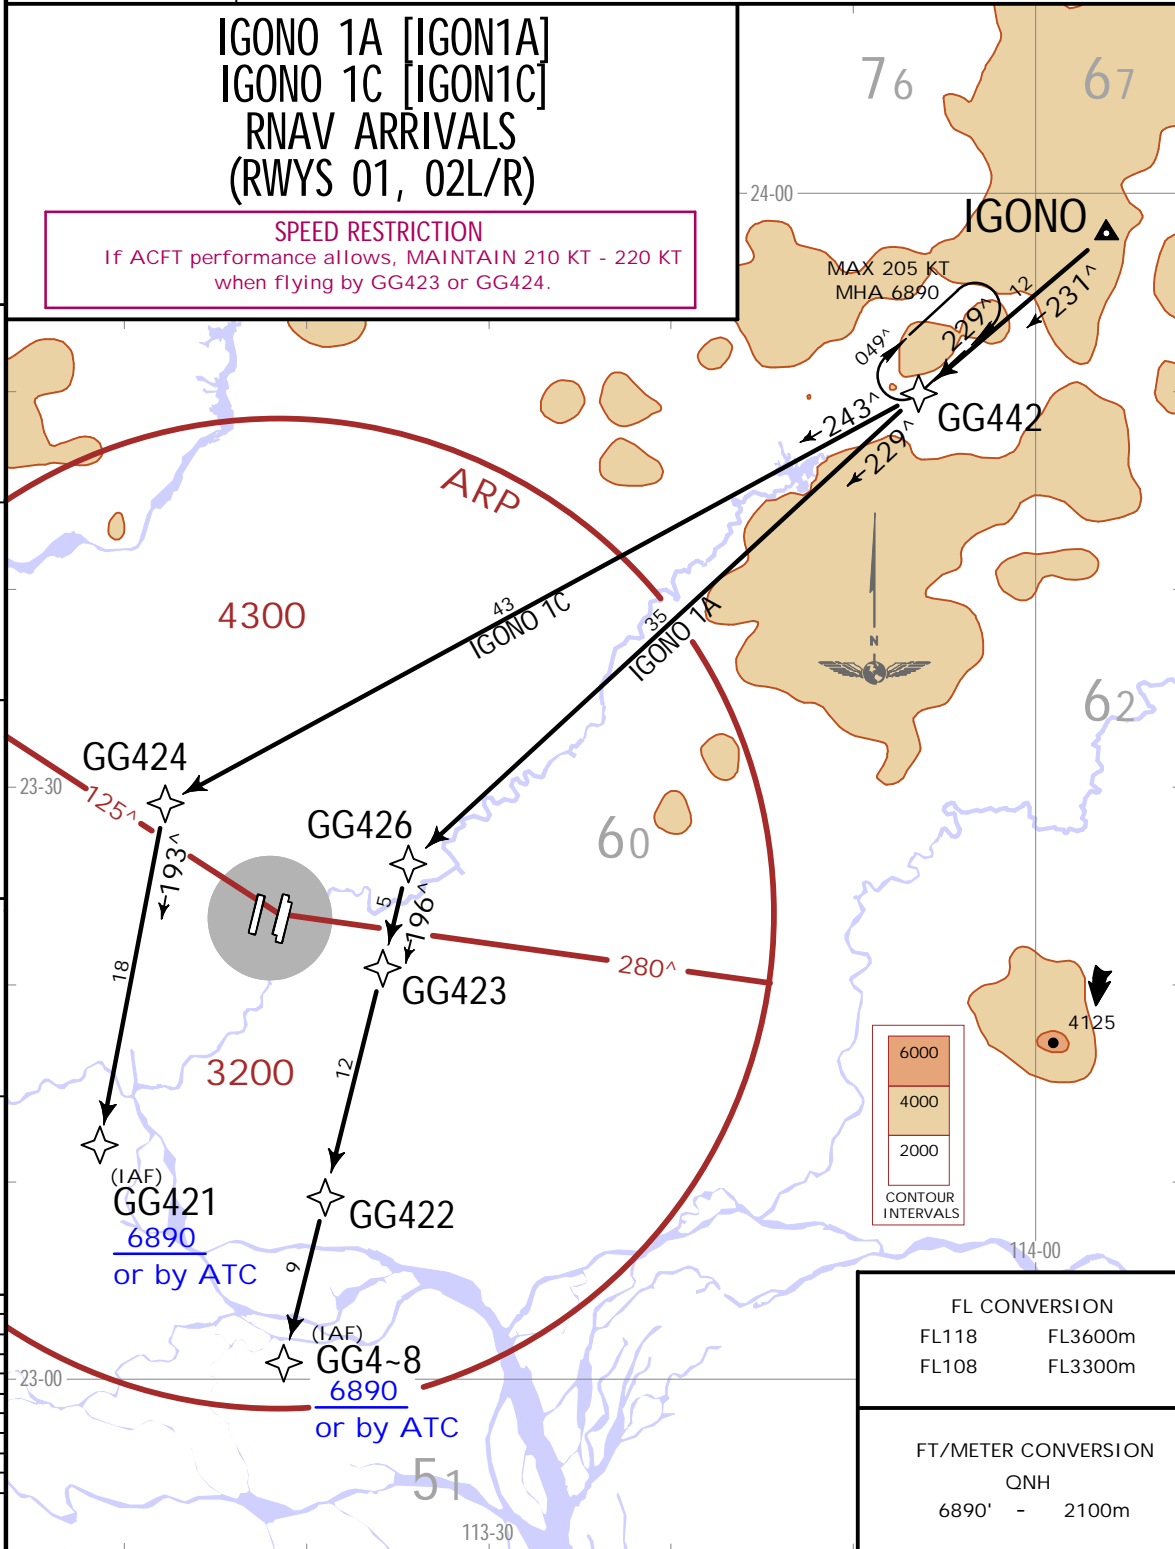 IGONO 1A [IGON1A]
IGONO 1C [IGON1C]
RNAV ARRIVALS
(RWYS 01, 02L/R)
SPEED RESTRICTION
If ACFT performance allows, MAINTAIN 210 KT - 220 KT
when flying by GG423 or GG424.
76
67
24-00
IGONO
MAX 205 KT
MHA 6890
12
231^
229^
049^
GG442
243^
229^
ARP
4300
43
IGONO 1C
35
IGONO 1A
N
62
GG424
23-30
125^
193^
GG426
60
5
196^
280^
GG423
18
4125
3200
12
6000
4000
2000
CONTOUR
INTERVALS
(IAF)
GG421
6890
or by ATC
GG422
9
114-00
(IAF)
GG4~8
6890
or by ATC
23-00
51
113-30
FL CONVERSION
FL118 FL3600m
FL108 FL3300m
FT/METER CONVERSION
QNH
6890' - 2100m